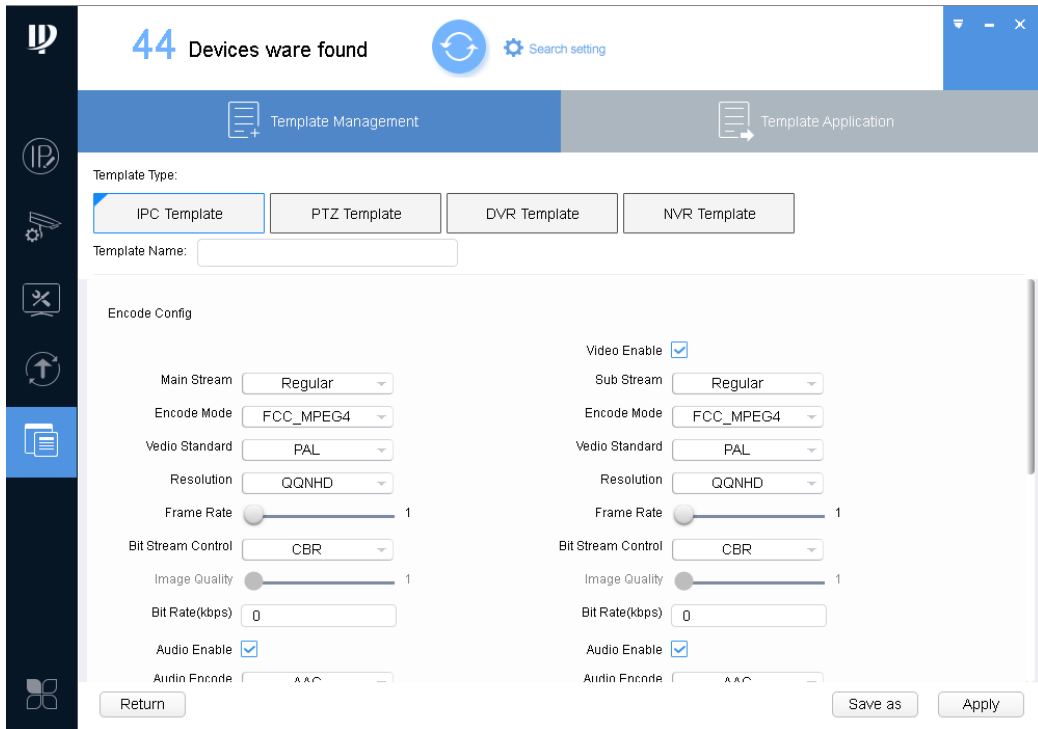 44 Devices ware found
Search setting
Template Management
Template Application
Template Type:
IPC Template
PTZ Template
DVR Template
NVR Template
Template Name:
Encode Config
Video Enable
Main Stream Regular
Sub Stream Regular
Encode Mode FCC_MPEG4
Encode Mode FCC_MPEG4
Vedio Standard PAL
Vedio Standard PAL
Resolution QQNHD
Resolution QQNHD
Frame Rate 1
Frame Rate 1
Bit Stream Control CBR
Bit Stream Control CBR
Image Quality 1
Image Quality 1
Bit Rate(kbps) 0
Bit Rate(kbps) 0
Audio Enable
Audio Enable
Audio Encode AAC
Audio Encode AAC
Return
Save as
Apply